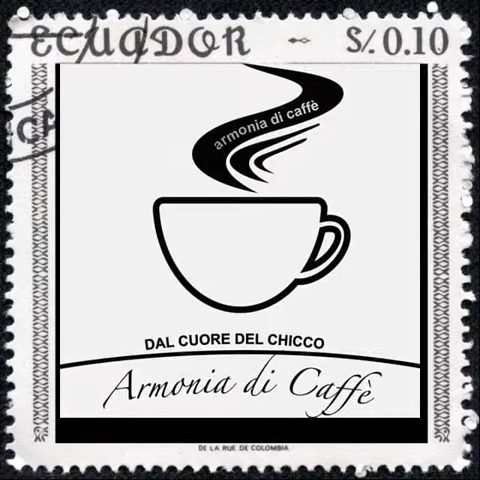 ECUADOR S/. 0.10
armonia di caffè
DAL CUORE DEL CHICCO
Armonia di Caffè
DE LA RUE DE COLOMBIA